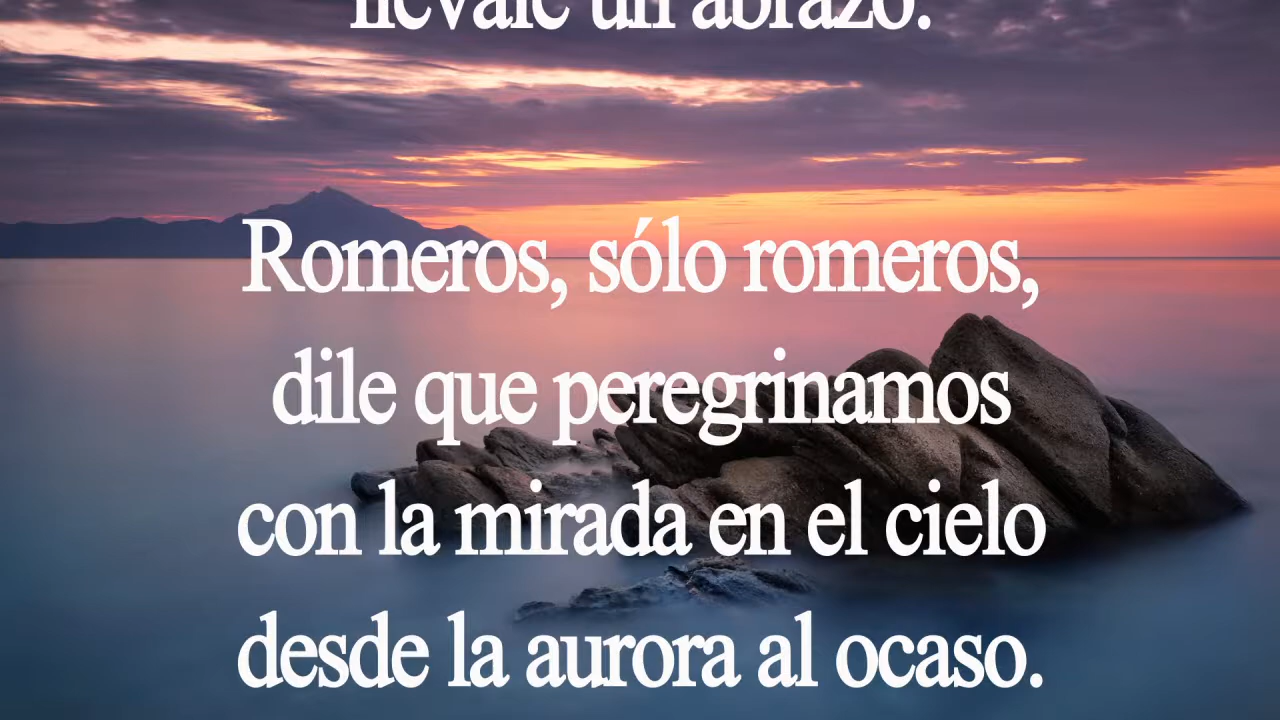 llévale un abrazo.
Romeros, sólo romeros,
dile que peregrinamos
con la mirada en el cielo
desde la aurora al ocaso.